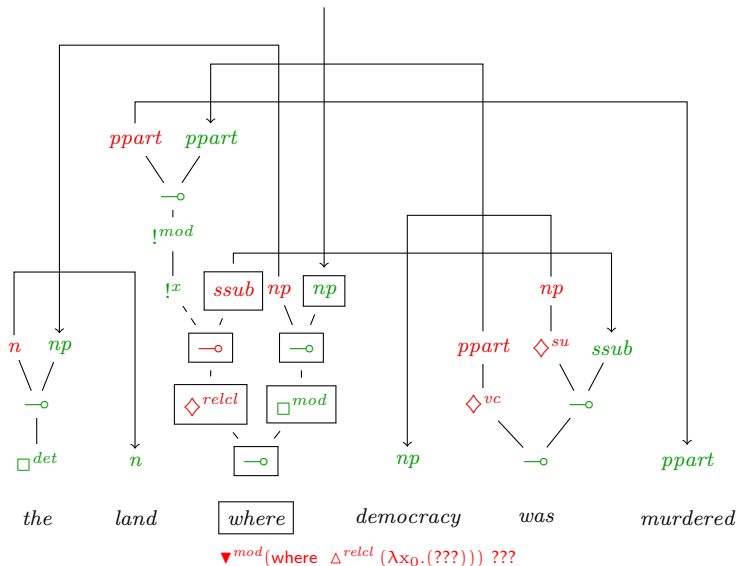 ppart ppart
⊸
!^mod
!^x ssub np np np
n np ⊸ ⊸ ppart ◇^su ssub
⊸ ◇^relcl □^mod ◇^vc ⊸
□^det n ⊸ np ⊸ ppart
the land where democracy was murdered
▼^mod(where △^relcl (λx₀.(???))) ???